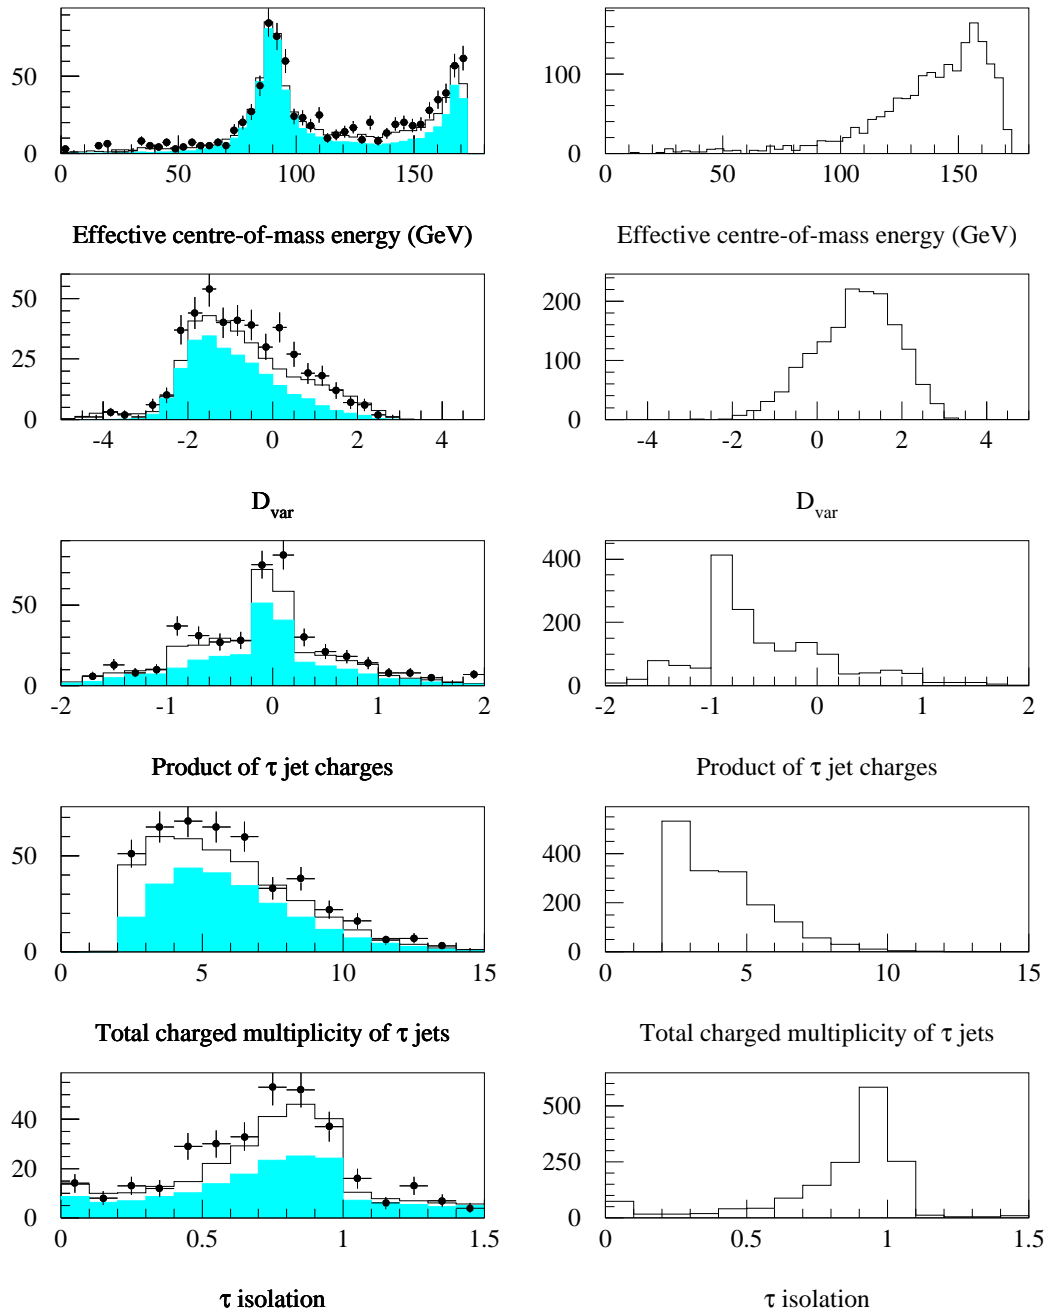 50
0
0 50 100 150
Effective centre-of-mass energy (GeV)
100
0
0 50 100 150
Effective centre-of-mass energy (GeV)
50
25
0
-4 -2 0 2 4
Dvar
200
100
0
-4 -2 0 2 4
Dvar
50
0
-2 -1 0 1 2
Product of τ jet charges
400
200
0
-2 -1 0 1 2
Product of τ jet charges
50
0
0 5 10 15
Total charged multiplicity of τ jets
400
200
0
0 5 10 15
Total charged multiplicity of τ jets
40
20
0
0 0.5 1 1.5
τ isolation
500
250
0
0 0.5 1 1.5
τ isolation